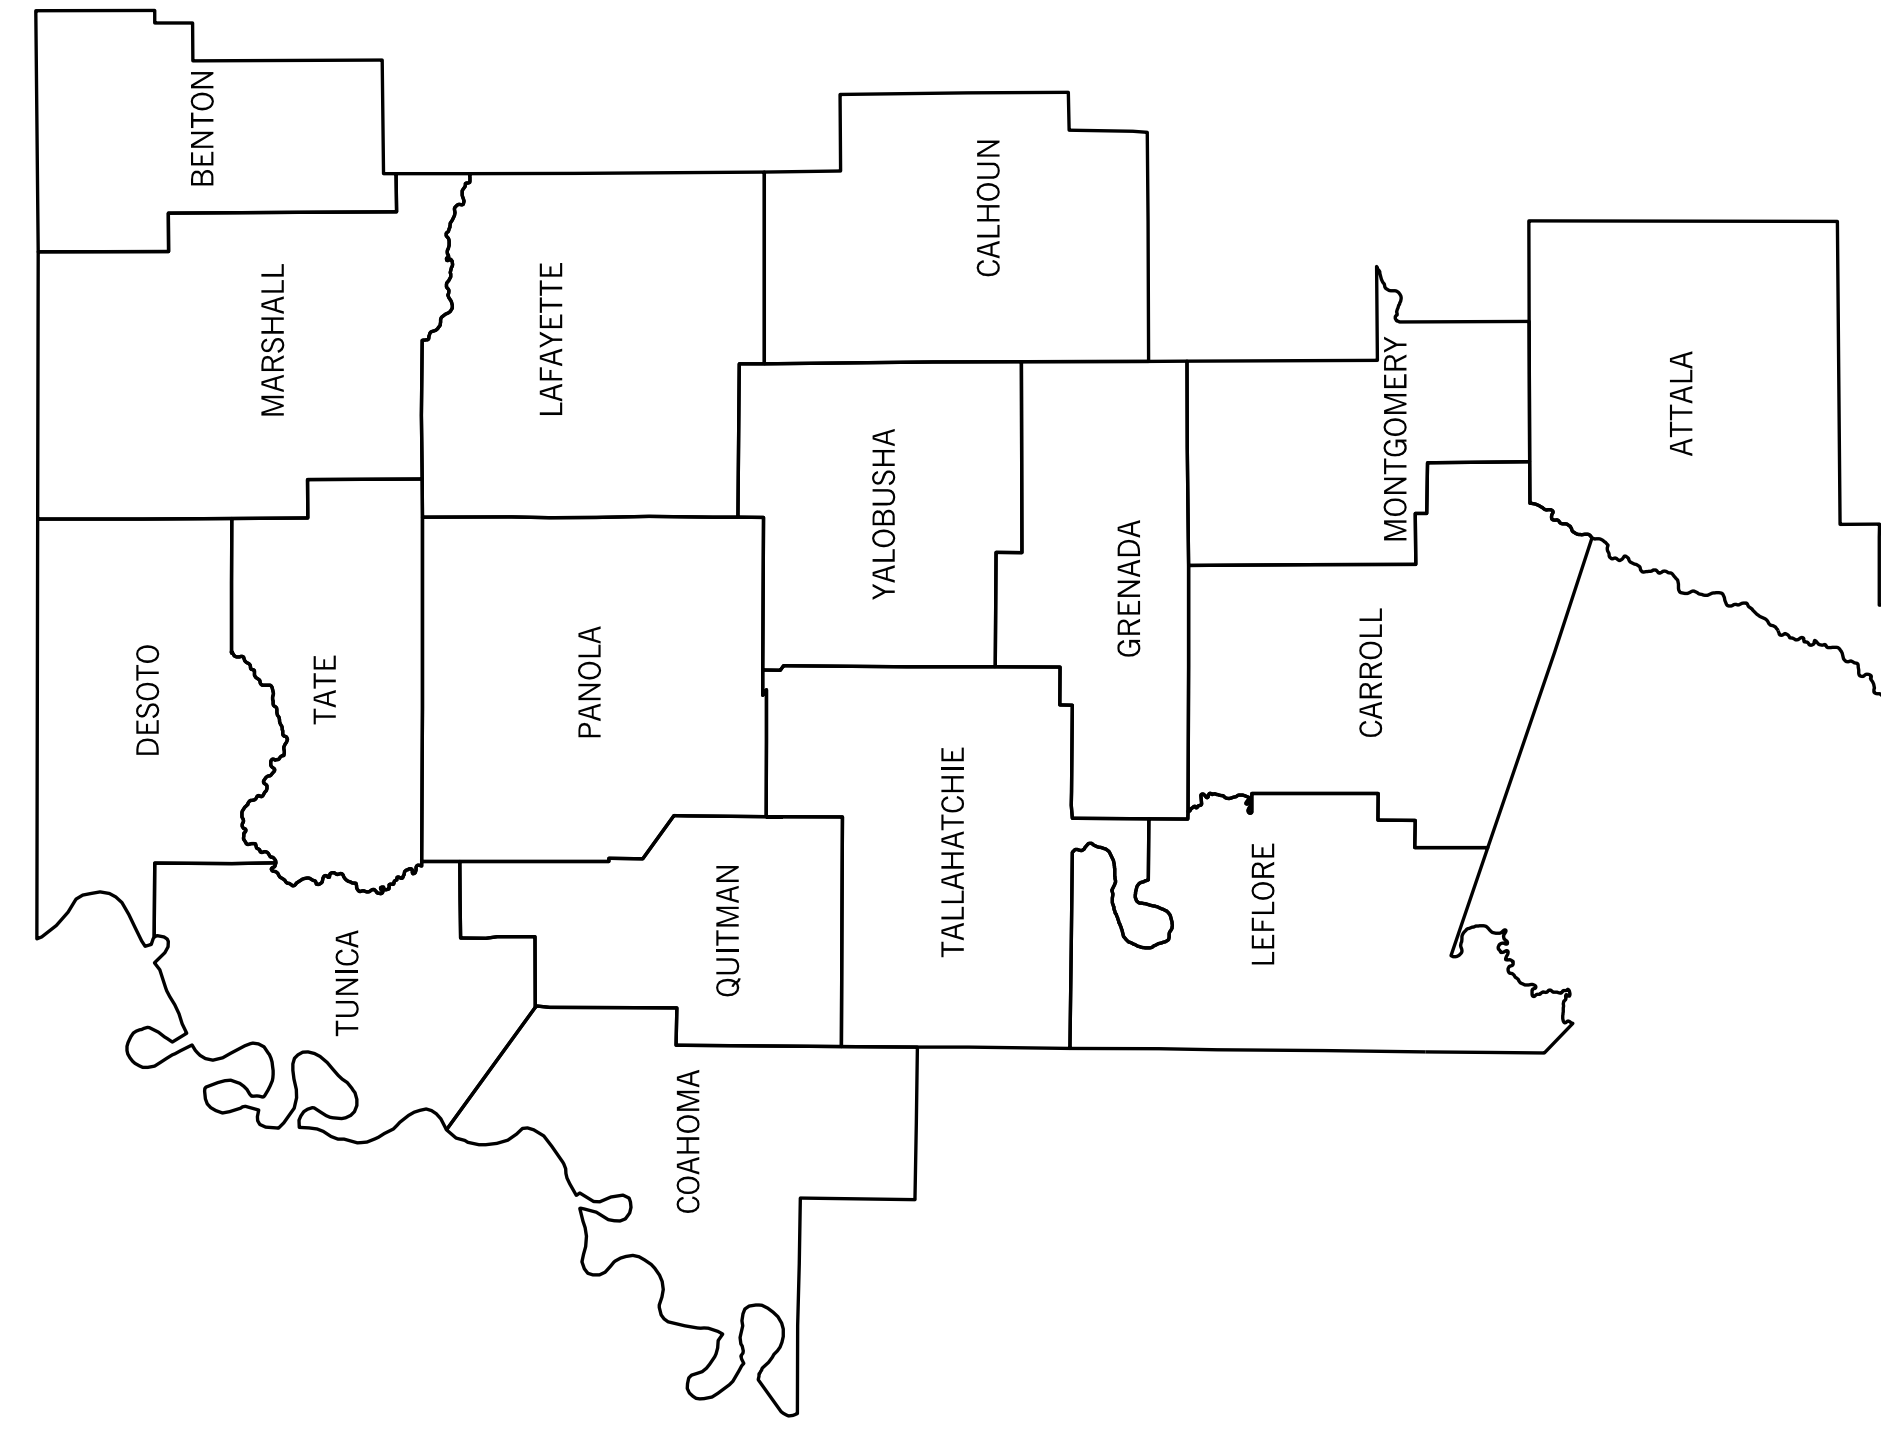 BENTON
MARSHALL
DESOTO
TATE
TUNICA
LAFAYETTE
PANOLA
QUITMAN
COAHOMA
CALHOUN
YALOBUSHA
TALLAHATCHIE
GRENADA
LEFLORE
MONTGOMERY
CARROLL
ATTALA